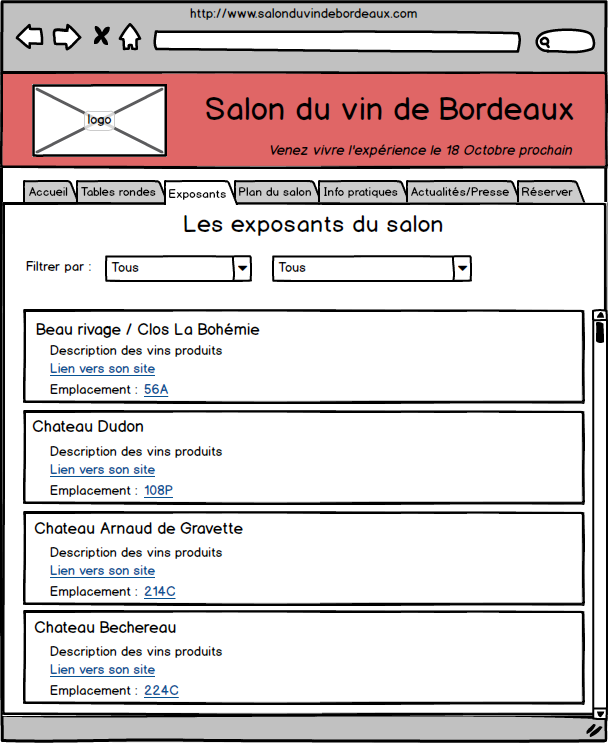 http://www.salonduvindebordeaux.com
logo
Salon du vin de Bordeaux
Venez vivre l'expérience le 18 Octobre prochain
Accueil Tables rondes Exposants Plan du salon Info pratiques Actualités/Presse Réserver
Les exposants du salon
Filtrer par : Tous Tous
Beau rivage / Clos La Bohémie
Description des vins produits
Lien vers son site
Emplacement : 56A
Chateau Dudon
Description des vins produits
Lien vers son site
Emplacement : 108P
Chateau Arnaud de Gravette
Description des vins produits
Lien vers son site
Emplacement : 214C
Chateau Bechereau
Description des vins produits
Lien vers son site
Emplacement : 224C